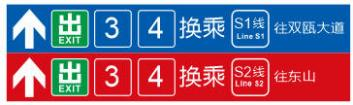 出 EXIT 3 4 换乘 S1线 Line S1 往双瓯大道
出 EXIT 3 4 换乘 S2线 Line S2 往东山